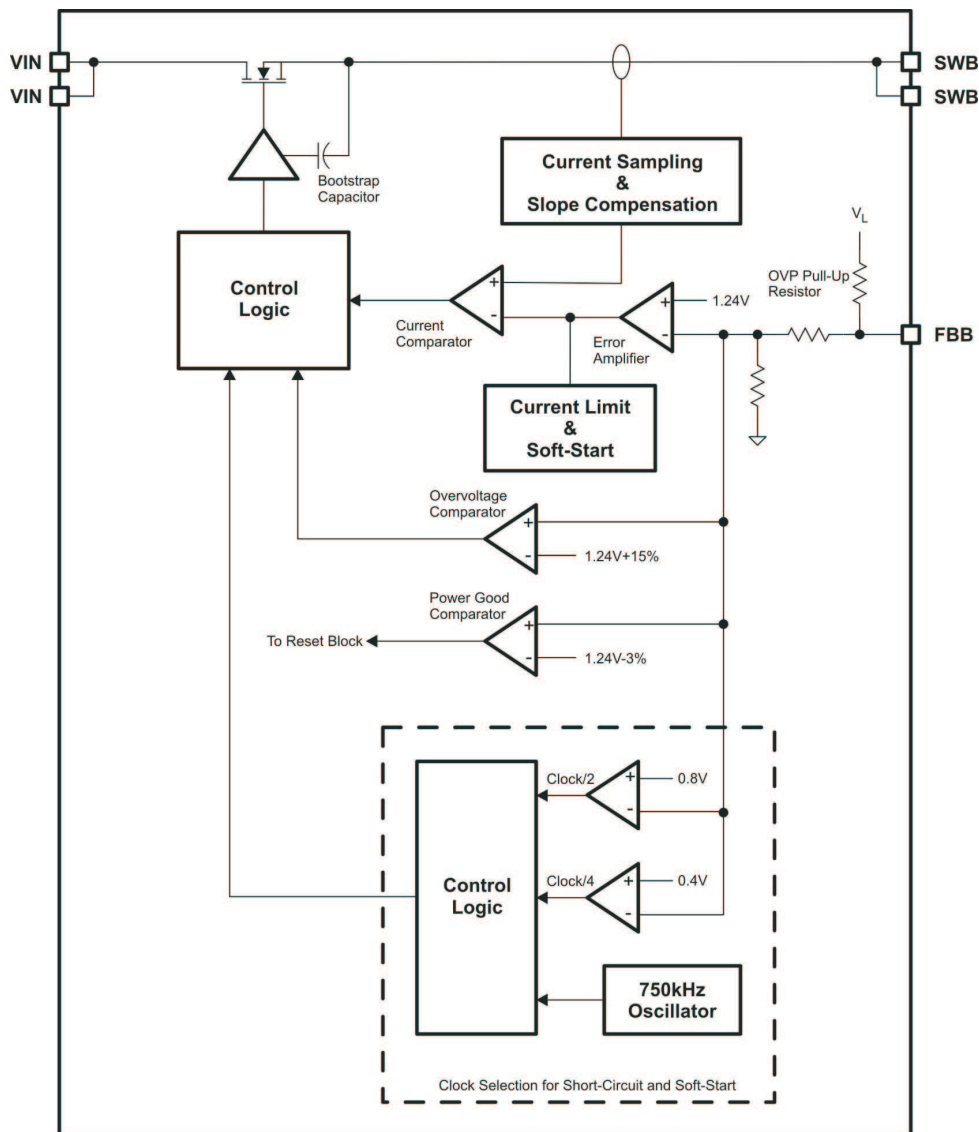 VIN
SWB
VIN
SWB
Current Sampling
&
Slope Compensation
Bootstrap
Capacitor
VL
Control
Logic
+
-
Current
Comparator
+
-
1.24V
Error
Amplifier
OVP Pull-Up
Resistor
FBB
Current Limit
&
Soft-Start
Overvoltage
Comparator
+
-
1.24V+15%
Power Good
Comparator
+
-
To Reset Block
1.24V-3%
Clock/2
+
-
0.8V
Control
Logic
Clock/4
+
-
0.4V
750kHz
Oscillator
Clock Selection for Short-Circuit and Soft-Start